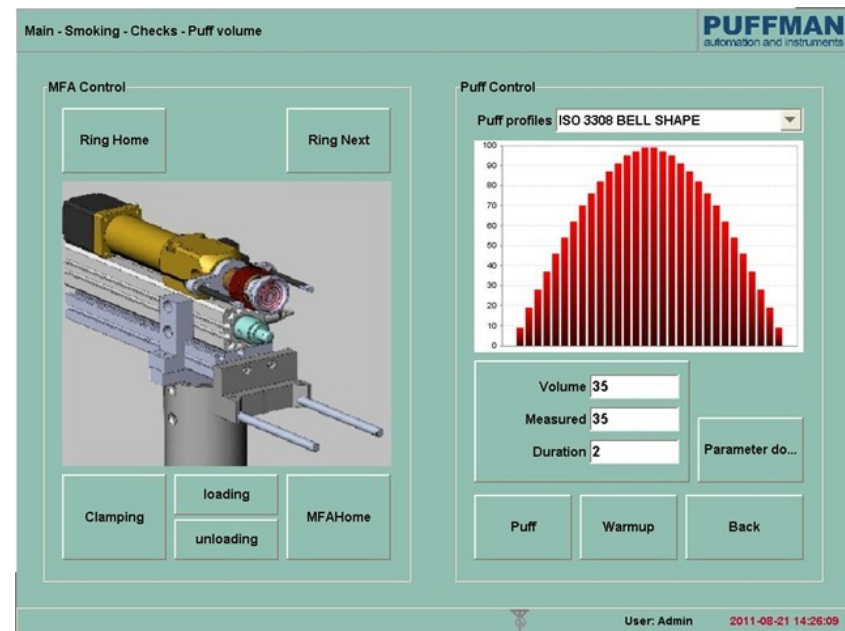 Main - Smoking - Checks - Puff volume
PUFFMAN
automation and instruments
MFA Control
Ring Home
Ring Next
Clamping
loading
unloading
MFAHome
Puff Control
Puff profiles ISO 3308 BELL SHAPE
100
90
80
70
60
50
40
30
20
10
0
Volume 35
Measured 35
Duration 2
Parameter do...
Puff
Warmup
Back
User: Admin 2011-08-21 14:26:09